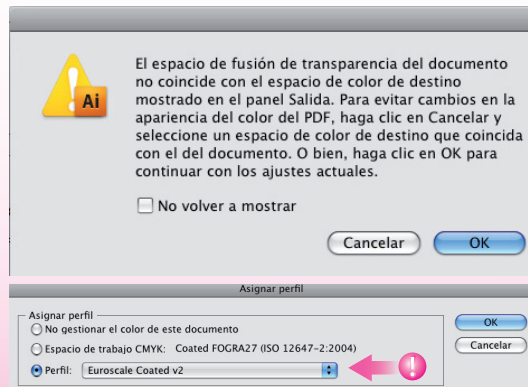 Ai
El espacio de fusión de transparencia del documento
no coincide con el espacio de color de destino
mostrado en el panel Salida. Para evitar cambios en la
apariencia del color del PDF, haga clic en Cancelar y
seleccione un espacio de color de destino que coincida
con el del documento. O bien, haga clic en OK para
continuar con los ajustes actuales.
No volver a mostrar
Cancelar OK
Asignar perfil
Asignar perfil
No gestionar el color de este documento
OK
Espacio de trabajo CMYK: Coated FOGRA27 (ISO 12647-2:2004)
Cancelar
Perfil: Euroscale Coated v2
!